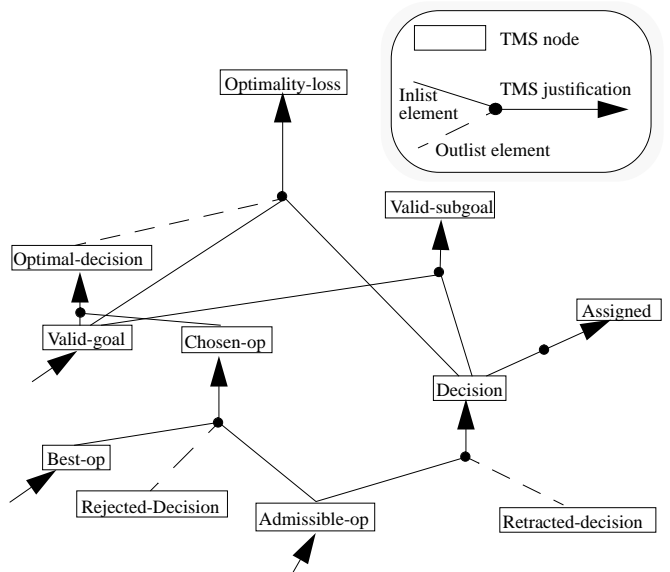 TMS node
Optimality-loss
TMS justification
Inlist
element
Outlist element
Valid-subgoal
Optimal-decision
Assigned
Valid-goal
Chosen-op
Decision
Best-op
Rejected-Decision
Admissible-op
Retracted-decision